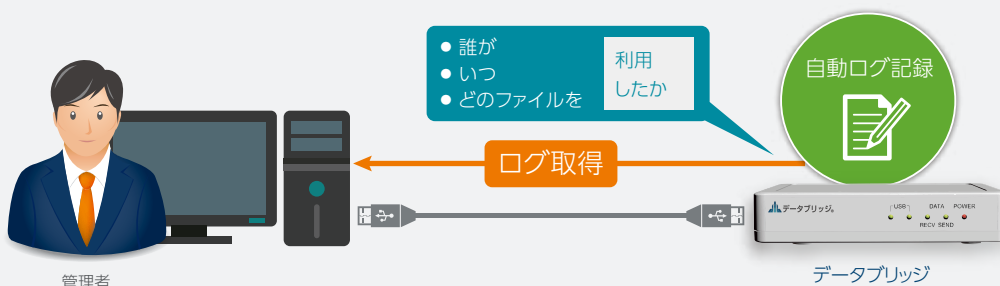 ● 誰が
● いつ
● どのファイルを
利用
したか
自動ログ記録
ログ取得
データブリッジ®
USB
DATA
POWER
RECV SEND
管理者
データブリッジ